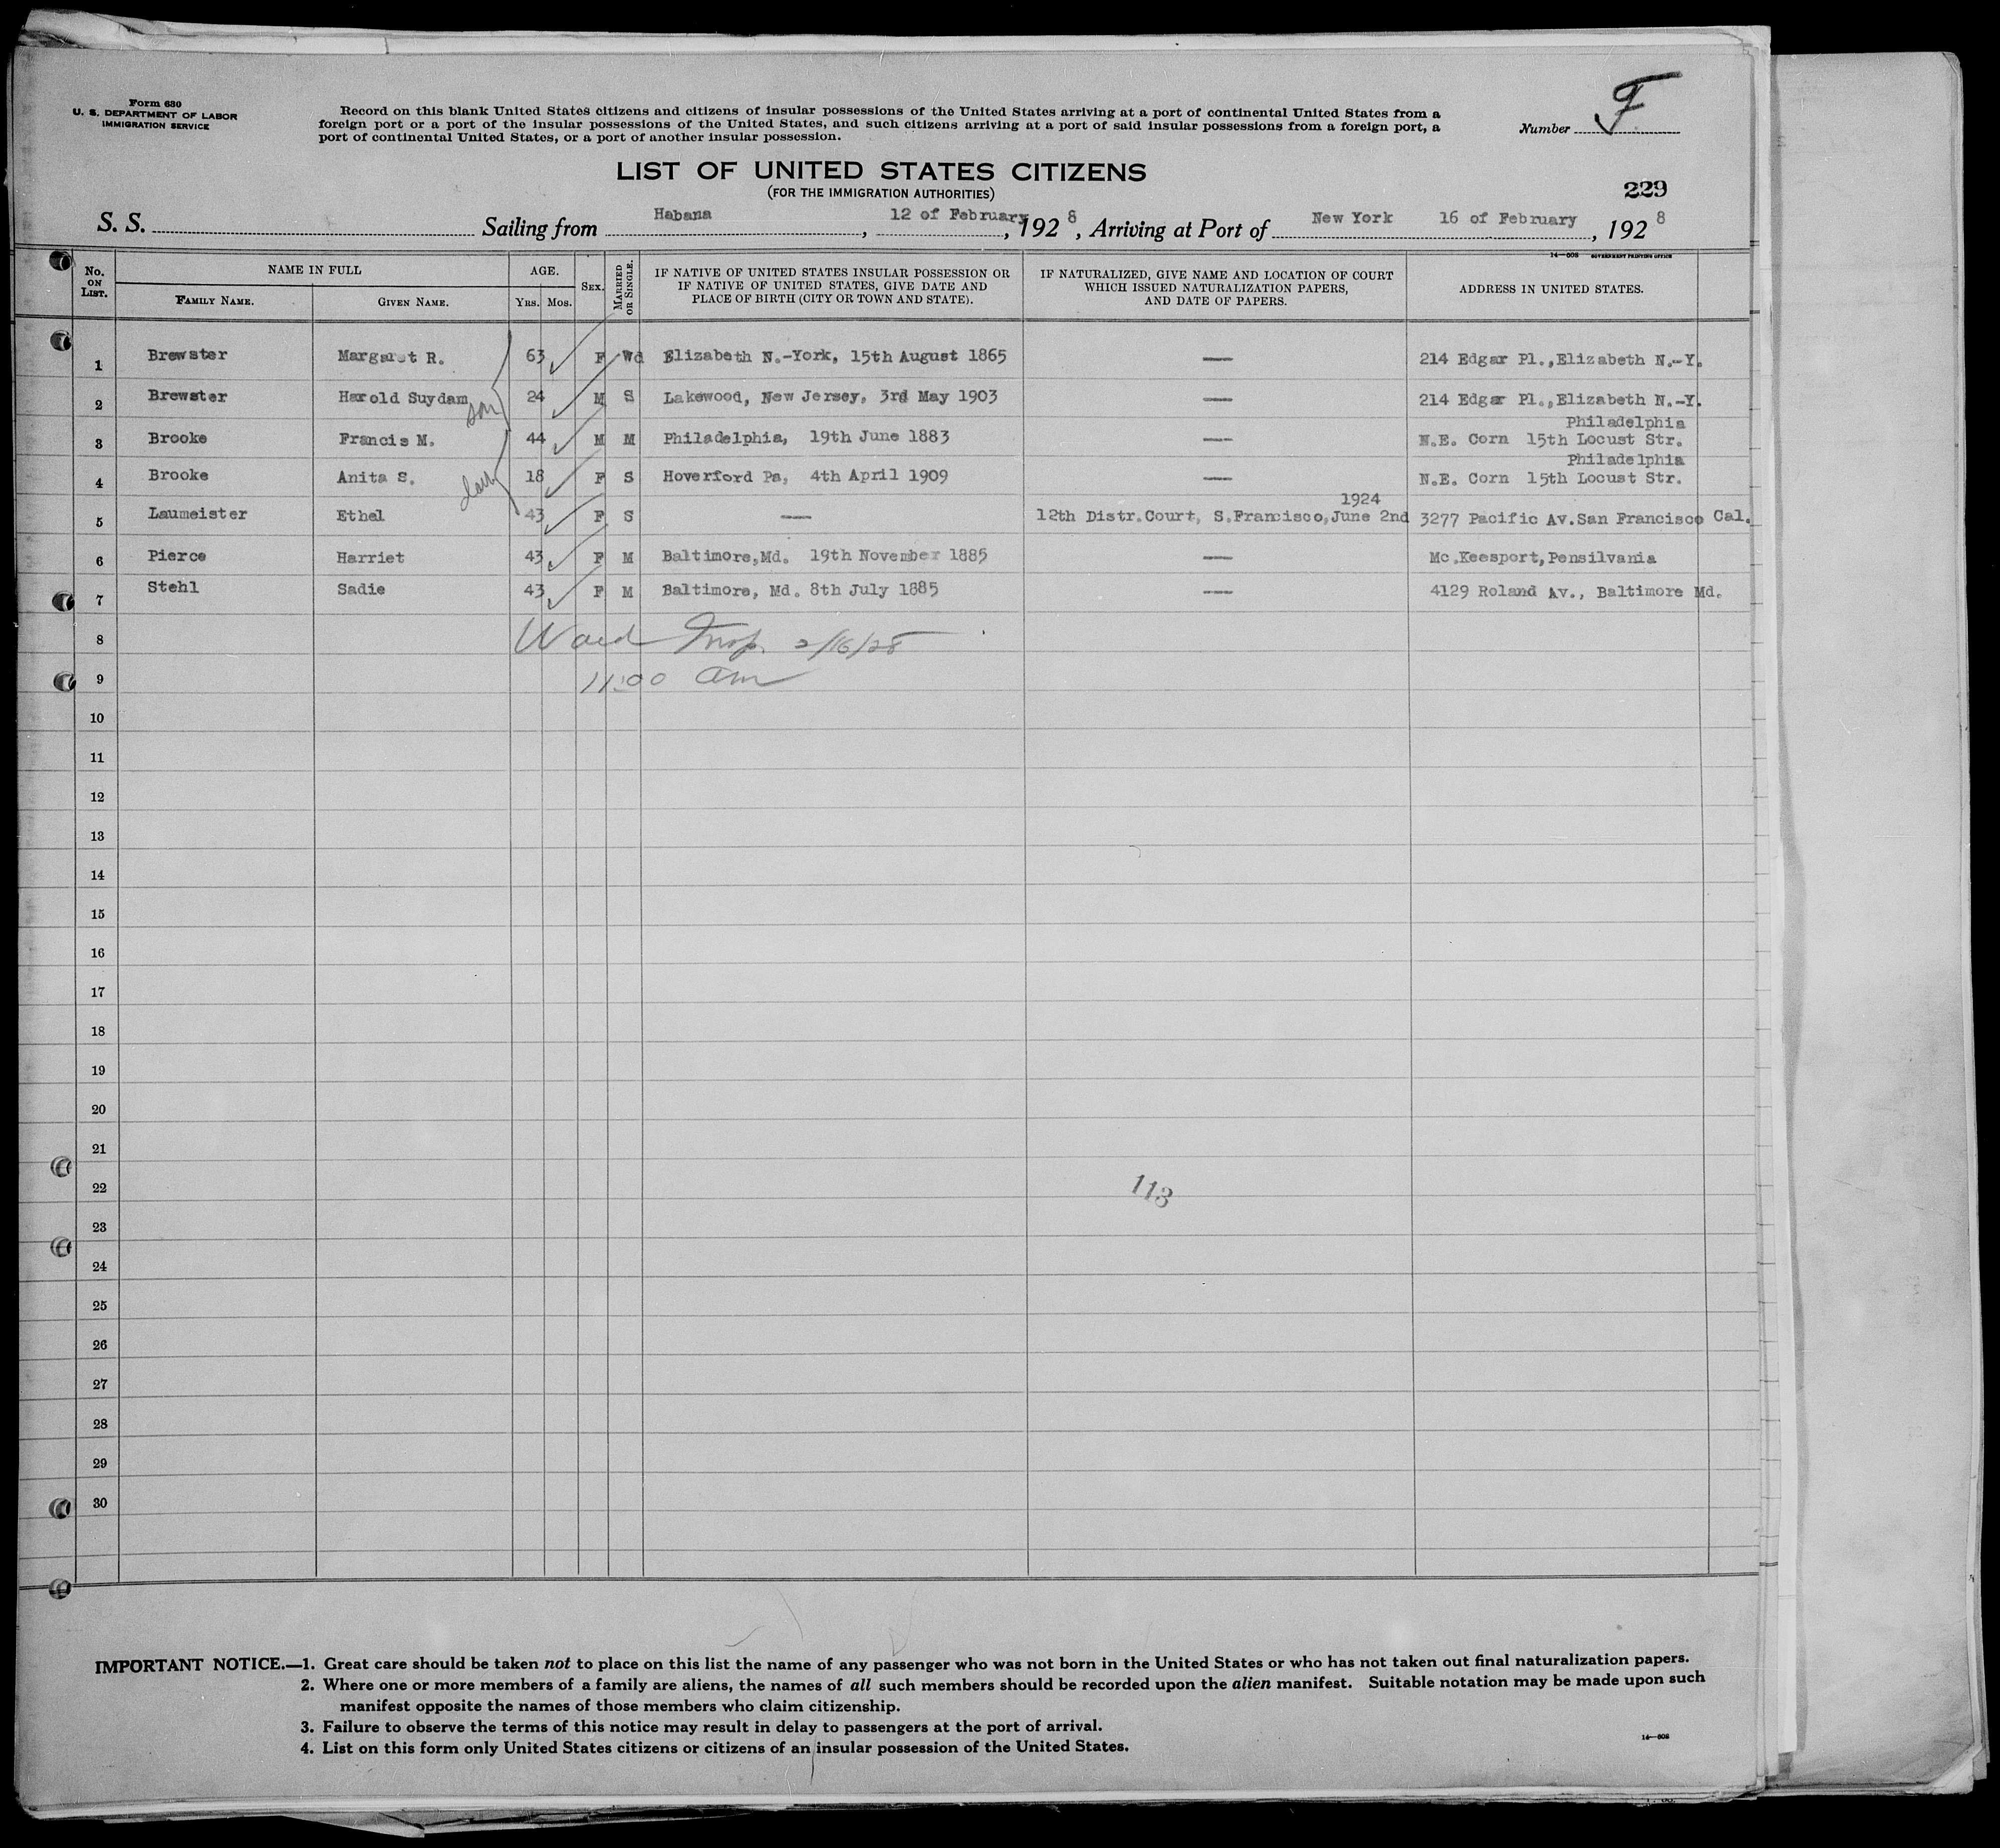 Form 680
U. S. DEPARTMENT OF LABOR
IMMIGRATION SERVICE
Record on this blank United States citizens and citizens of insular possessions of the United States arriving at a port of continental United States from a
foreign port or a port of the insular possessions of the United States, and such citizens arriving at a port of said insular possessions from a foreign port, a
port of continental United States, or a port of another insular possession.
Number F
LIST OF UNITED STATES CITIZENS
(FOR THE IMMIGRATION AUTHORITIES)
229
S. S. Sailing from Habana, 12 of February, 1928, Arriving at Port of New York 16 of February, 1928
14—608 GOVERNMENT PRINTING OFFICE
No. ON LIST. NAME IN FULL FAMILY NAME. GIVEN NAME. AGE. YRS. MOS. SEX. MARRIED OR SINGLE. IF NATIVE OF UNITED STATES INSULAR POSSESSION OR IF NATIVE OF UNITED STATES, GIVE DATE AND PLACE OF BIRTH (CITY OR TOWN AND STATE). IF NATURALIZED, GIVE NAME AND LOCATION OF COURT WHICH ISSUED NATURALIZATION PAPERS, AND DATE OF PAPERS. ADDRESS IN UNITED STATES.
1 Brewster Margaret R. 63 F Wd Elizabeth N.-York, 15th August 1865 — 214 Edgar Pl.,Elizabeth N.-Y.
2 Brewster Harold Suydam son 24 M S Lakewood, New Jersey, 3rd May 1903 — 214 Edgar Pl.,Elizabeth N.-Y.
Philadelphia
3 Brooke Francis M. 44 M M Philadelphia, 19th June 1883 — N.E. Corn 15th Locust Str.
Philadelphia
4 Brooke Anita S. dau 18 F S Hoverford Pa, 4th April 1909 — N.E. Corn 15th Locust Str.
1924
5 Laumeister Ethel 43 F S — 12th Distr.Court, S.Francisco,June 2nd 3277 Pacific Av.San Francisco Cal.
6 Pierce Harriet 43 F M Baltimore,Md. 19th November 1885 — Mc.Keesport,Pensilvania
7 Stehl Sadie 43 F M Baltimore, Md. 8th July 1885 — 4129 Roland Av., Baltimore Md.
8 Ward Insp. 2/16/28
9 11:00 am
10
11
12
13
14
15
16
17
18
19
20
21
22 113
23
24
25
26
27
28
29
30
IMPORTANT NOTICE.—1. Great care should be taken not to place on this list the name of any passenger who was not born in the United States or who has not taken out final naturalization papers.
2. Where one or more members of a family are aliens, the names of all such members should be recorded upon the alien manifest. Suitable notation may be made upon such
manifest opposite the names of those members who claim citizenship.
3. Failure to observe the terms of this notice may result in delay to passengers at the port of arrival.
4. List on this form only United States citizens or citizens of an insular possession of the United States.
14—608